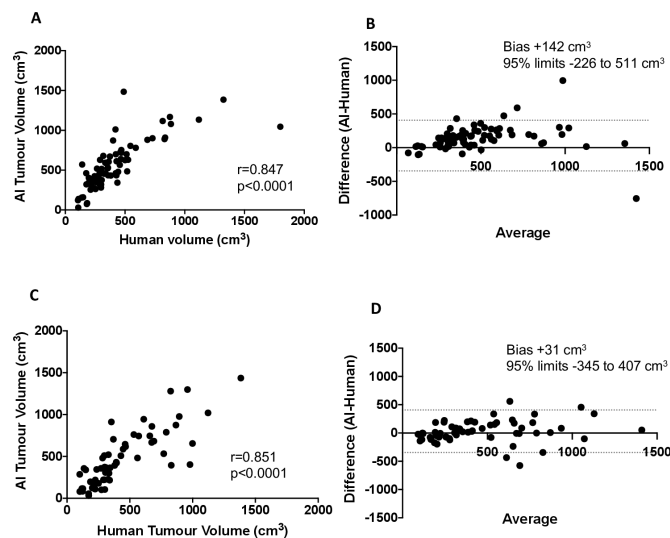 A
AI Tumour Volume (cm³)
2000
1500
1000
500
0
r=0.847
p<0.0001
0 500 1000 1500 2000
Human volume (cm³)
B
Difference (AI-Human)
Bias +142 cm³
95% limits -226 to 511 cm³
1500
1000
500
0
500 1000 1500
-500
-1000
Average
C
AI Tumour Volume (cm³)
2000
1500
1000
500
0
r=0.851
p<0.0001
0 500 1000 1500 2000
Human Tumour Volume (cm³)
D
Difference (AI-Human)
Bias +31 cm³
95% limits -345 to 407 cm³
1500
1000
500
0
500 1000 1500
-500
-1000
-1500
Average